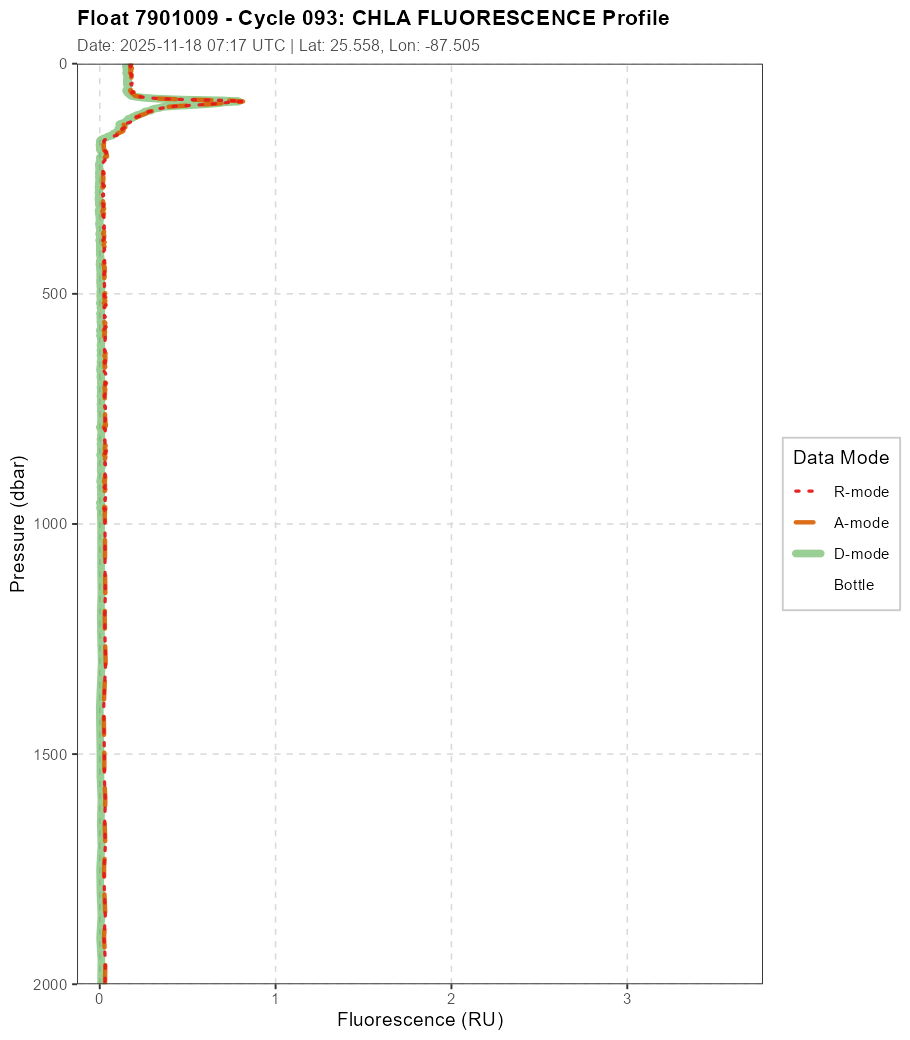 Float 7901009 - Cycle 093: CHLA FLUORESCENCE Profile
Date: 2025-11-18 07:17 UTC | Lat: 25.558, Lon: -87.505
0
500
1000
1500
2000
Pressure (dbar)
0 1 2 3
Fluorescence (RU)
Data Mode
R-mode
A-mode
D-mode
Bottle